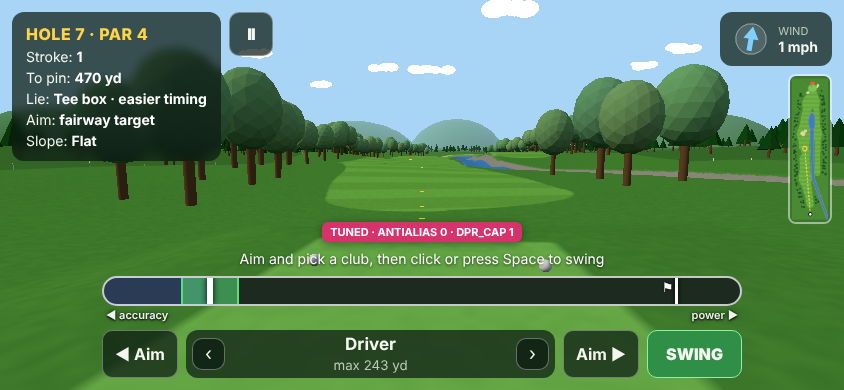 HOLE 7 · PAR 4
Stroke: 1
To pin: 470 yd
Lie: Tee box · easier timing
Aim: fairway target
Slope: Flat
WIND
1 mph
TUNED · ANTIALIAS 0 · DPR_CAP 1
Aim and pick a club, then click or press Space to swing
◀ accuracy
power ▶
◀ Aim
‹
Driver
max 243 yd
›
Aim ▶
SWING